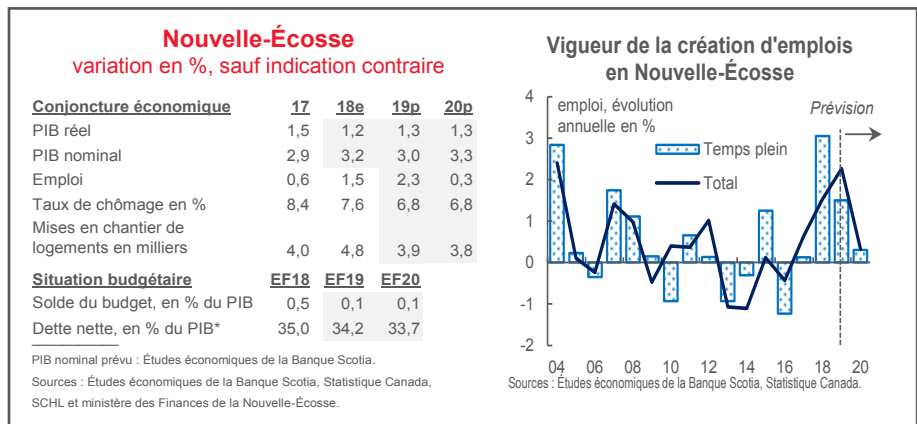 Nouvelle-Écosse
variation en %, sauf indication contraire
Conjoncture économique 17 18e 19p 20p
PIB réel 1,5 1,2 1,3 1,3
PIB nominal 2,9 3,2 3,0 3,3
Emploi 0,6 1,5 2,3 0,3
Taux de chômage en % 8,4 7,6 6,8 6,8
Mises en chantier de
logements en milliers 4,0 4,8 3,9 3,8
Situation budgétaire EF18 EF19 EF20
Solde du budget, en % du PIB 0,5 0,1 0,1
Dette nette, en % du PIB* 35,0 34,2 33,7
PIB nominal prévu : Études économiques de la Banque Scotia.
Sources : Études économiques de la Banque Scotia, Statistique Canada,
SCHL et ministère des Finances de la Nouvelle-Écosse.
Vigueur de la création d'emplois
en Nouvelle-Écosse
emploi, évolution
annuelle en %
Prévision
Temps plein
Total
4
3
2
1
0
-1
-2
04 06 08 10 12 14 16 18 20
Sources : Études économiques de la Banque Scotia, Statistique Canada.